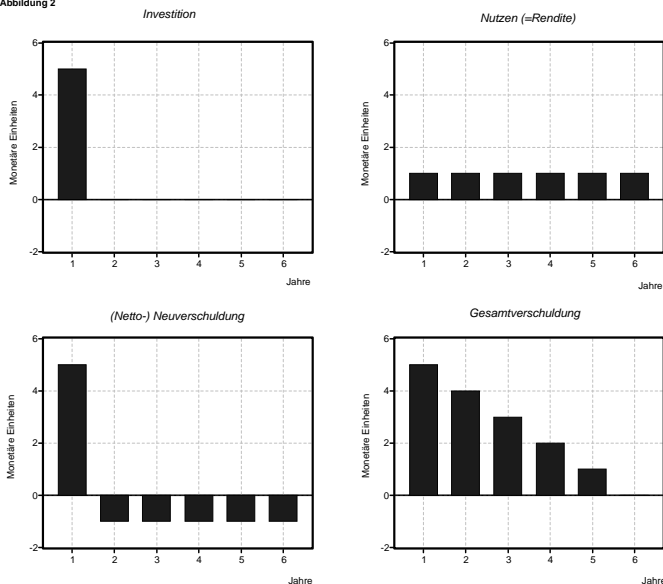 Abbildung 2
Investition
Monetäre Einheiten
6
4
2
0
-2
1 2 3 4 5 6
Jahre
Nutzen (=Rendite)
Monetäre Einheiten
6
4
2
0
-2
1 2 3 4 5 6
Jahre
(Netto-) Neuverschuldung
Monetäre Einheiten
6
4
2
0
-2
1 2 3 4 5 6
Jahre
Gesamtverschuldung
Monetäre Einheiten
6
4
2
0
-2
1 2 3 4 5 6
Jahre